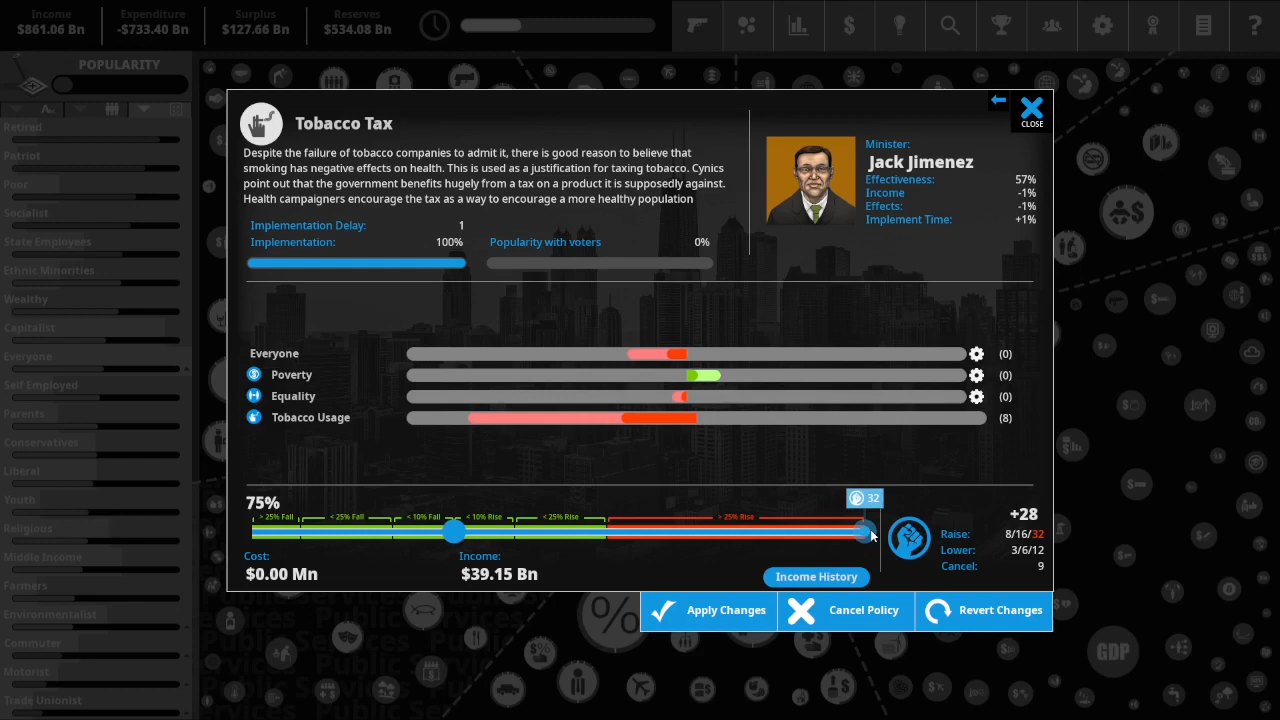 Income
$861.06 Bn
Expenditure
-$733.40 Bn
Surplus
$127.66 Bn
Reserves
$534.08 Bn
?
POPULARITY
Retired
Patriot
Poor
Socialist
State Employees
Ethnic Minorities
Wealthy
Capitalist
Everyone
Self Employed
Parents
Conservatives
Liberal
Youth
Religious
Middle Income
Farmers
Environmentalist
Commuter
Motorist
Trade Unionist
Tobacco Tax
Despite the failure of tobacco companies to admit it, there is good reason to believe that
smoking has negative effects on health. This is used as a justification for taxing tobacco. Cynics
point out that the government benefits hugely from a tax on a product it is supposedly against.
Health campaigners encourage the tax as a way to encourage a more healthy population
Implementation Delay: 1
Implementation: 100%
Popularity with voters 0%
CLOSE
Minister:
Jack Jimenez
Effectiveness: 57%
Income -1%
Effects: -1%
Implement Time: +1%
Everyone (0)
Poverty (0)
Equality (0)
Tobacco Usage (8)
75%
32
> 25% Fall
< 25% Fall
< 10% Fall
< 10% Rise
< 25% Rise
> 25% Rise
Cost:
$0.00 Mn
Income:
$39.15 Bn
Income History
+28
Raise: 8/16/32
Lower: 3/6/12
Cancel: 9
Apply Changes
Cancel Policy
Revert Changes
GDP
Public Services